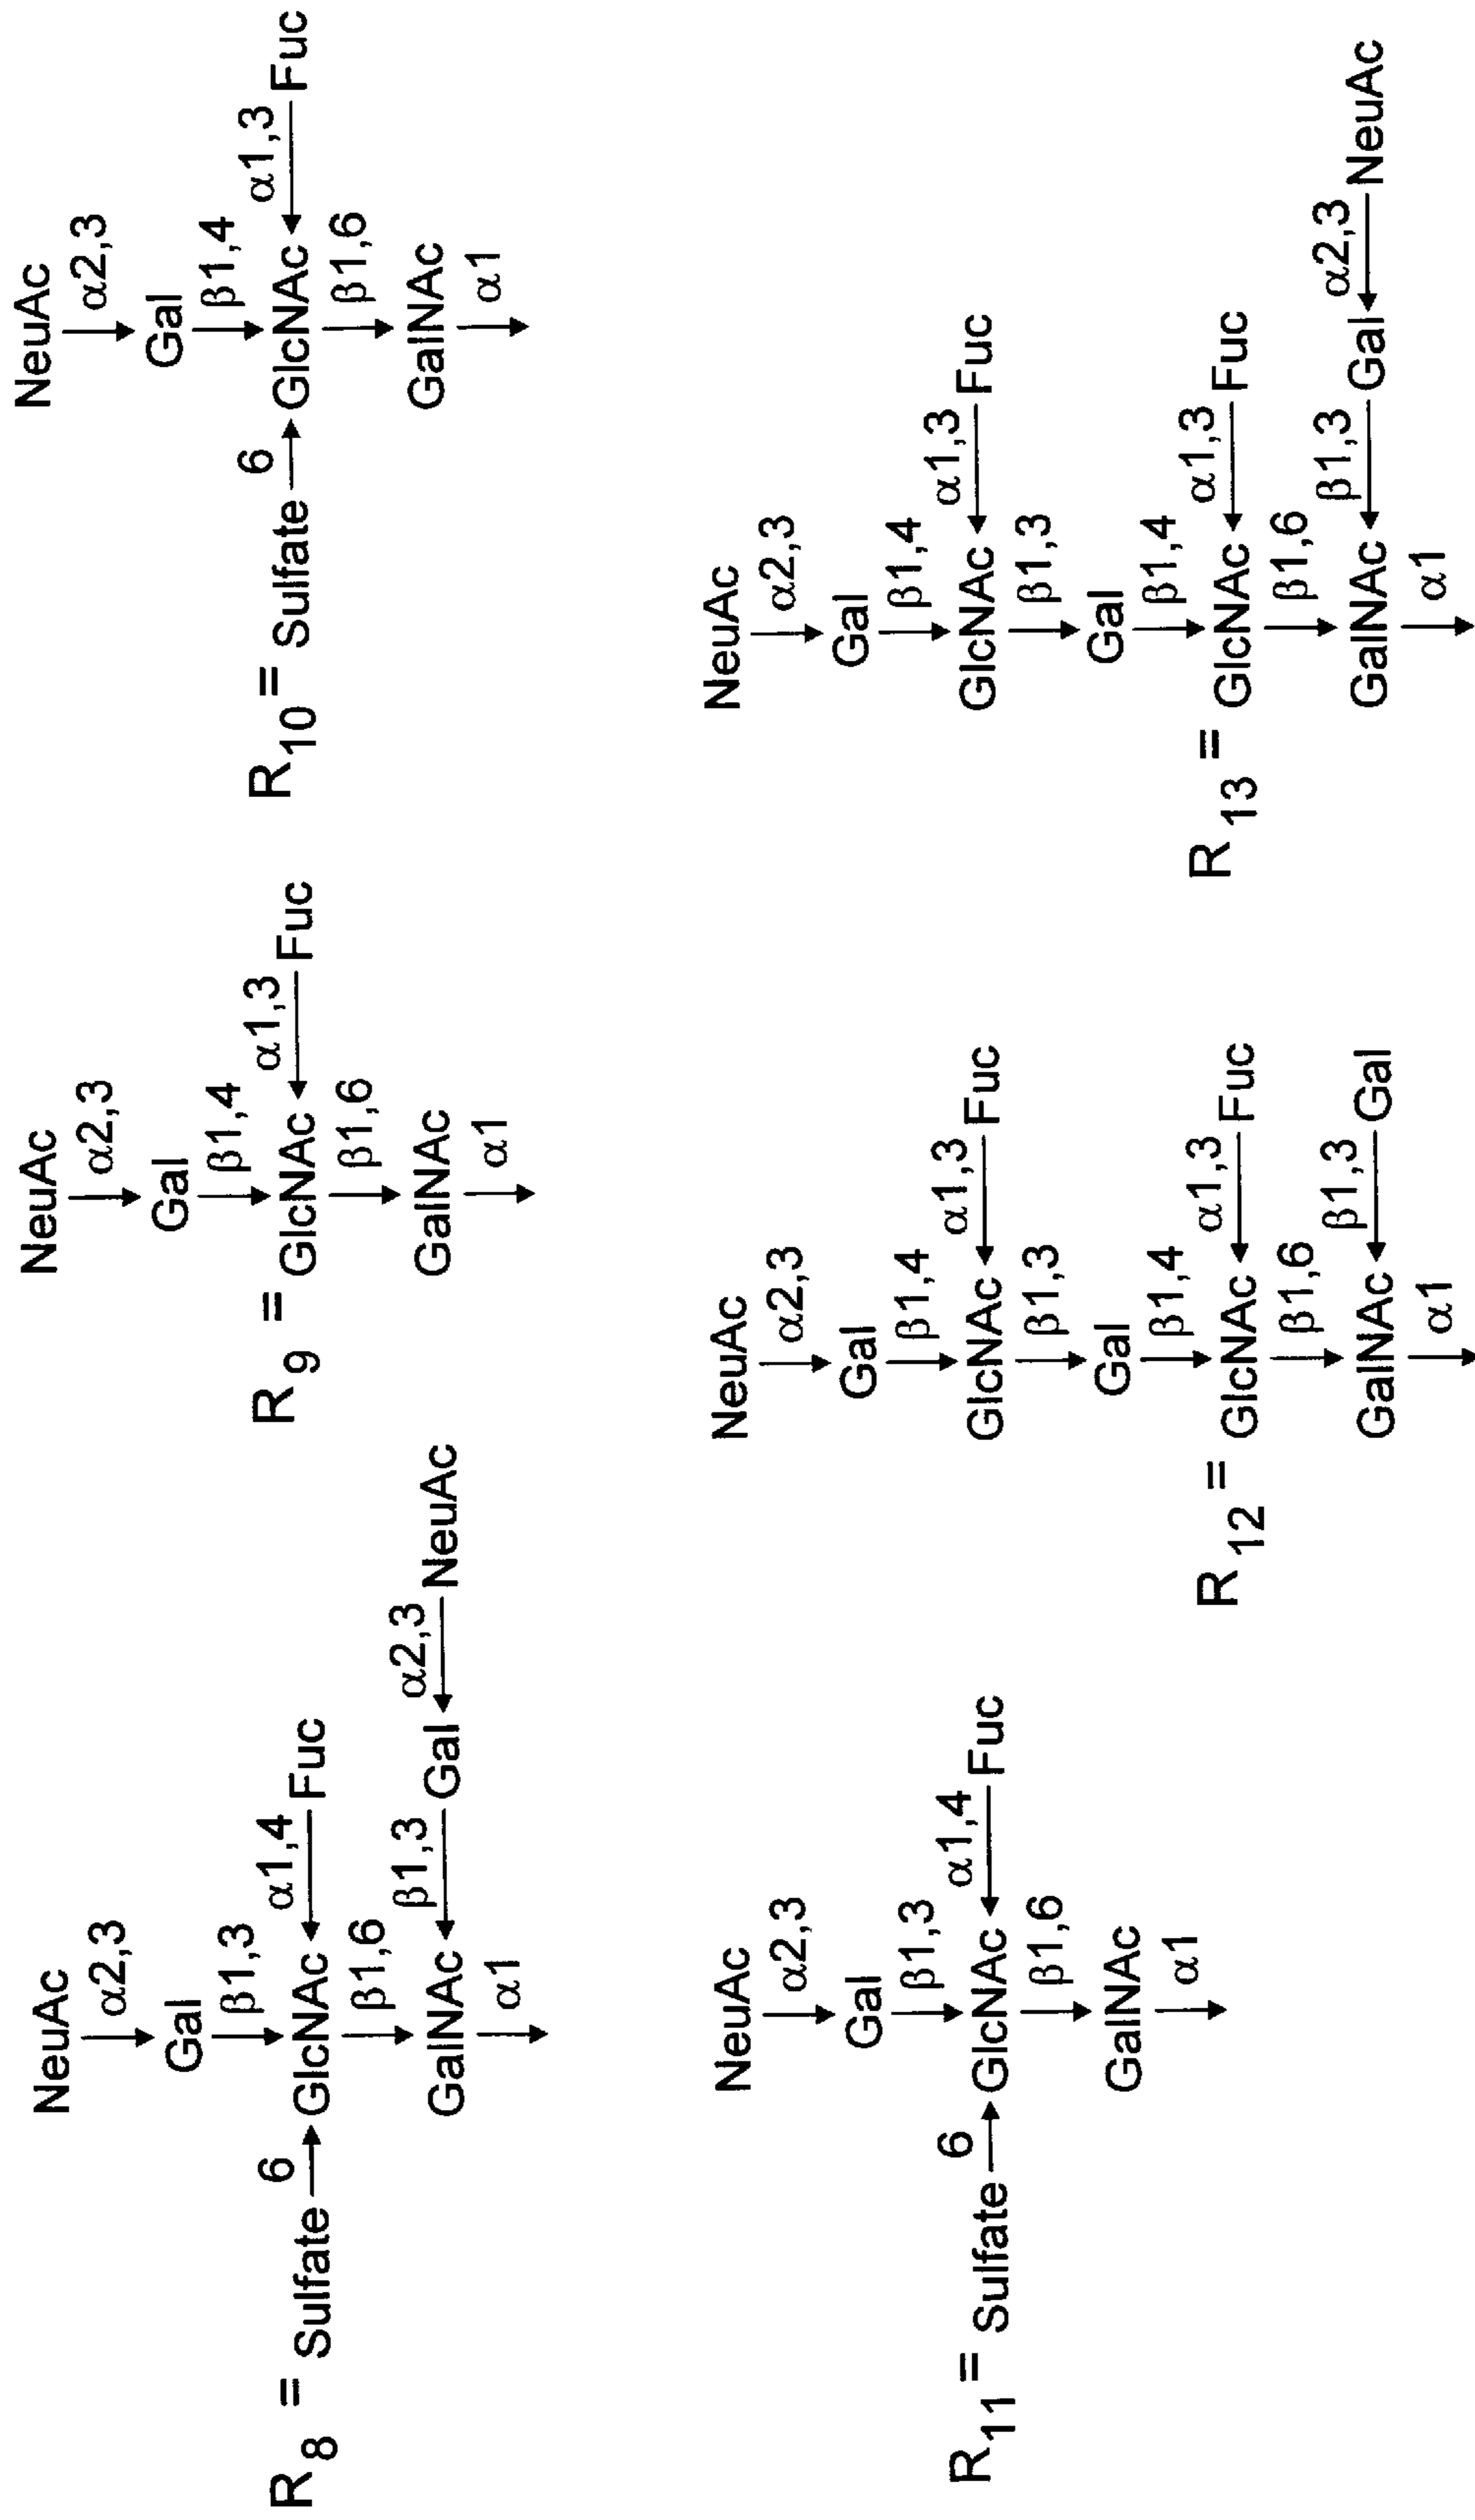 NeuAc
α2,3
Gal
β1,3 α1,4
R8 = Sulfate 6 GlcNAc Fuc
β1,6 β1,3 α2,3
GalNAc Gal NeuAc
α1
NeuAc
α2,3
Gal
β1,4 α1,3
R9 = GlcNAc Fuc
β1,6
GalNAc
α1
NeuAc
α2,3
Gal
β1,4 α1,3
R10 = Sulfate 6 GlcNAc Fuc
β1,6
GalNAc
α1
NeuAc
α2,3
Gal
β1,3 α1,4
R11 = Sulfate 6 GlcNAc Fuc
β1,6
GalNAc
α1
NeuAc
α2,3
Gal
β1,4 α1,3
GlcNAc Fuc
β1,3
Gal
β1,4 α1,3
R12 = GlcNAc Fuc
β1,6 β1,3
GalNAc Gal
α1
NeuAc
α2,3
Gal
β1,4 α1,3
GlcNAc Fuc
β1,3
Gal
β1,4 α1,3
R13 = GlcNAc Fuc
β1,6 β1,3 α2,3
GalNAc Gal NeuAc
α1